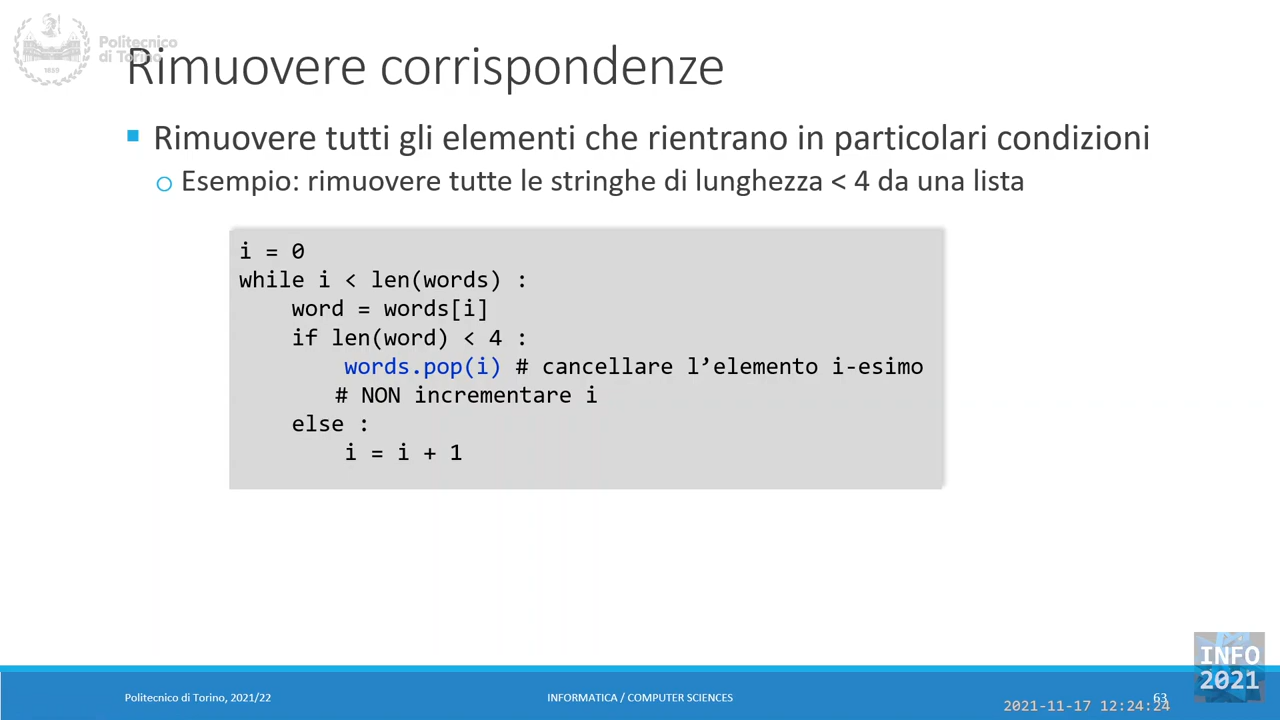 Politecnico
di Torino
1859
Rimuovere corrispondenze
Rimuovere tutti gli elementi che rientrano in particolari condizioni
Esempio: rimuovere tutte le stringhe di lunghezza < 4 da una lista
i = 0
while i < len(words) :
    word = words[i]
    if len(word) < 4 :
        words.pop(i) # cancellare l’elemento i-esimo
        # NON incrementare i
    else :
        i = i + 1
INFO
2021
Politecnico di Torino, 2021/22
INFORMATICA / COMPUTER SCIENCES
63
2021-11-17 12:24:24